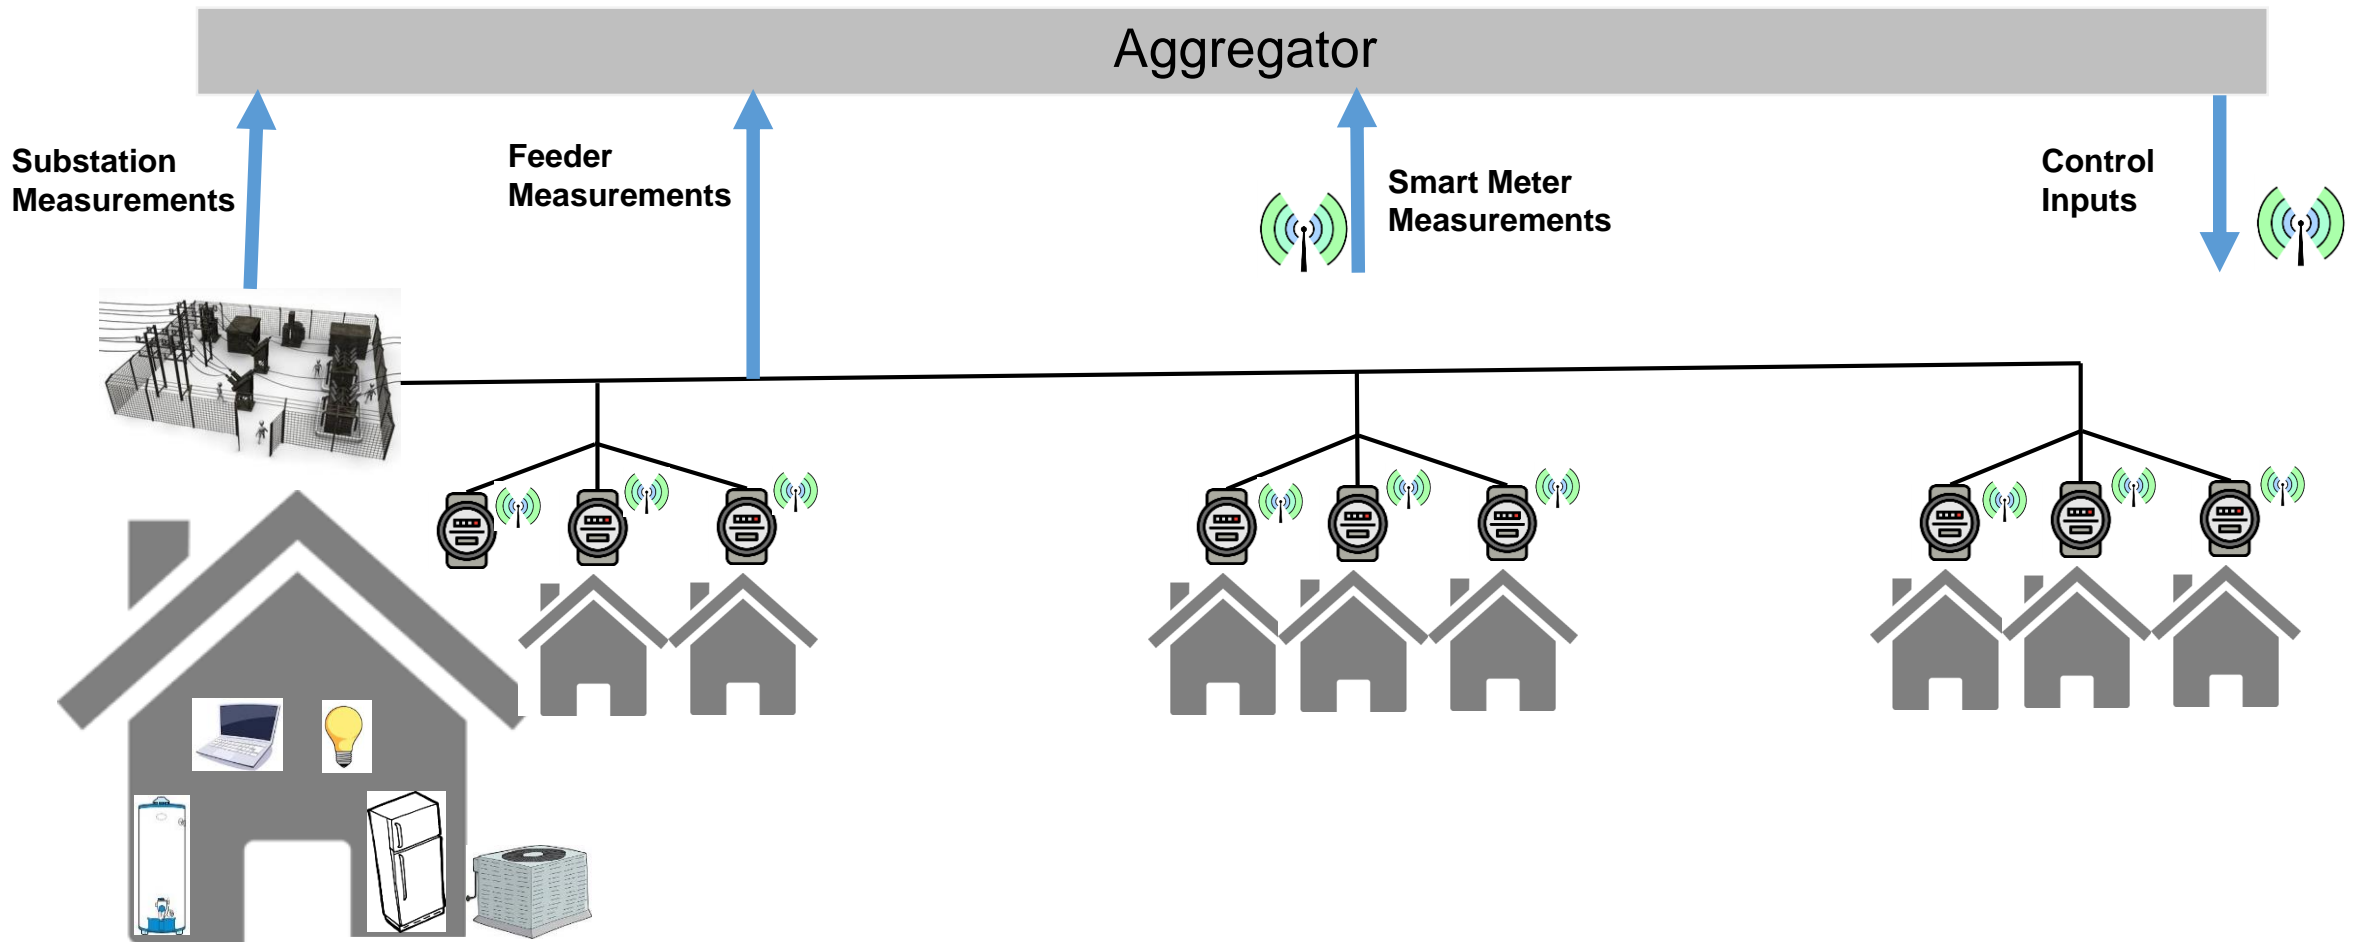 Aggregator
Substation
Measurements
Feeder
Measurements
Smart Meter
Measurements
Control
Inputs